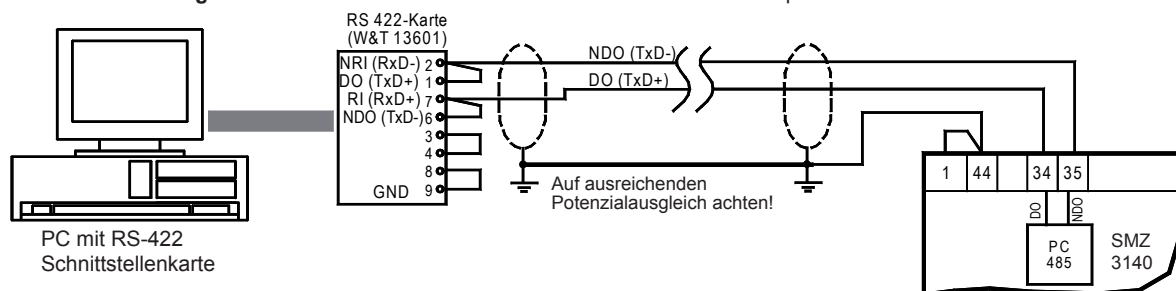 RS 422-Karte
(W&T 13601)
NRI (RxD-) 2
DO (TxD+) 1
RI (RxD+) 7
NDO (TxD-)6
3
4
8
GND 9
NDO (TxD-)
DO (TxD+)
Auf ausreichenden
Potenzialausgleich achten!
PC mit RS-422
Schnittstellenkarte
1 44 34 35
DO NDO
PC
485
SMZ
3140